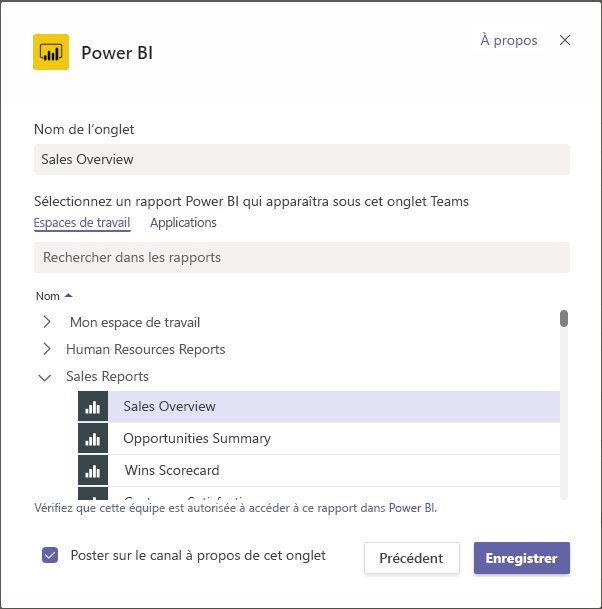 Power BI
À propos
Nom de l’onglet
Sales Overview
Sélectionnez un rapport Power BI qui apparaîtra sous cet onglet Teams
Espaces de travail Applications
Rechercher dans les rapports
Nom
Mon espace de travail
Human Resources Reports
Sales Reports
Sales Overview
Opportunities Summary
Wins Scorecard
Vérifiez que cette équipe est autorisée à accéder à ce rapport dans Power BI.
Poster sur le canal à propos de cet onglet
Précédent
Enregistrer